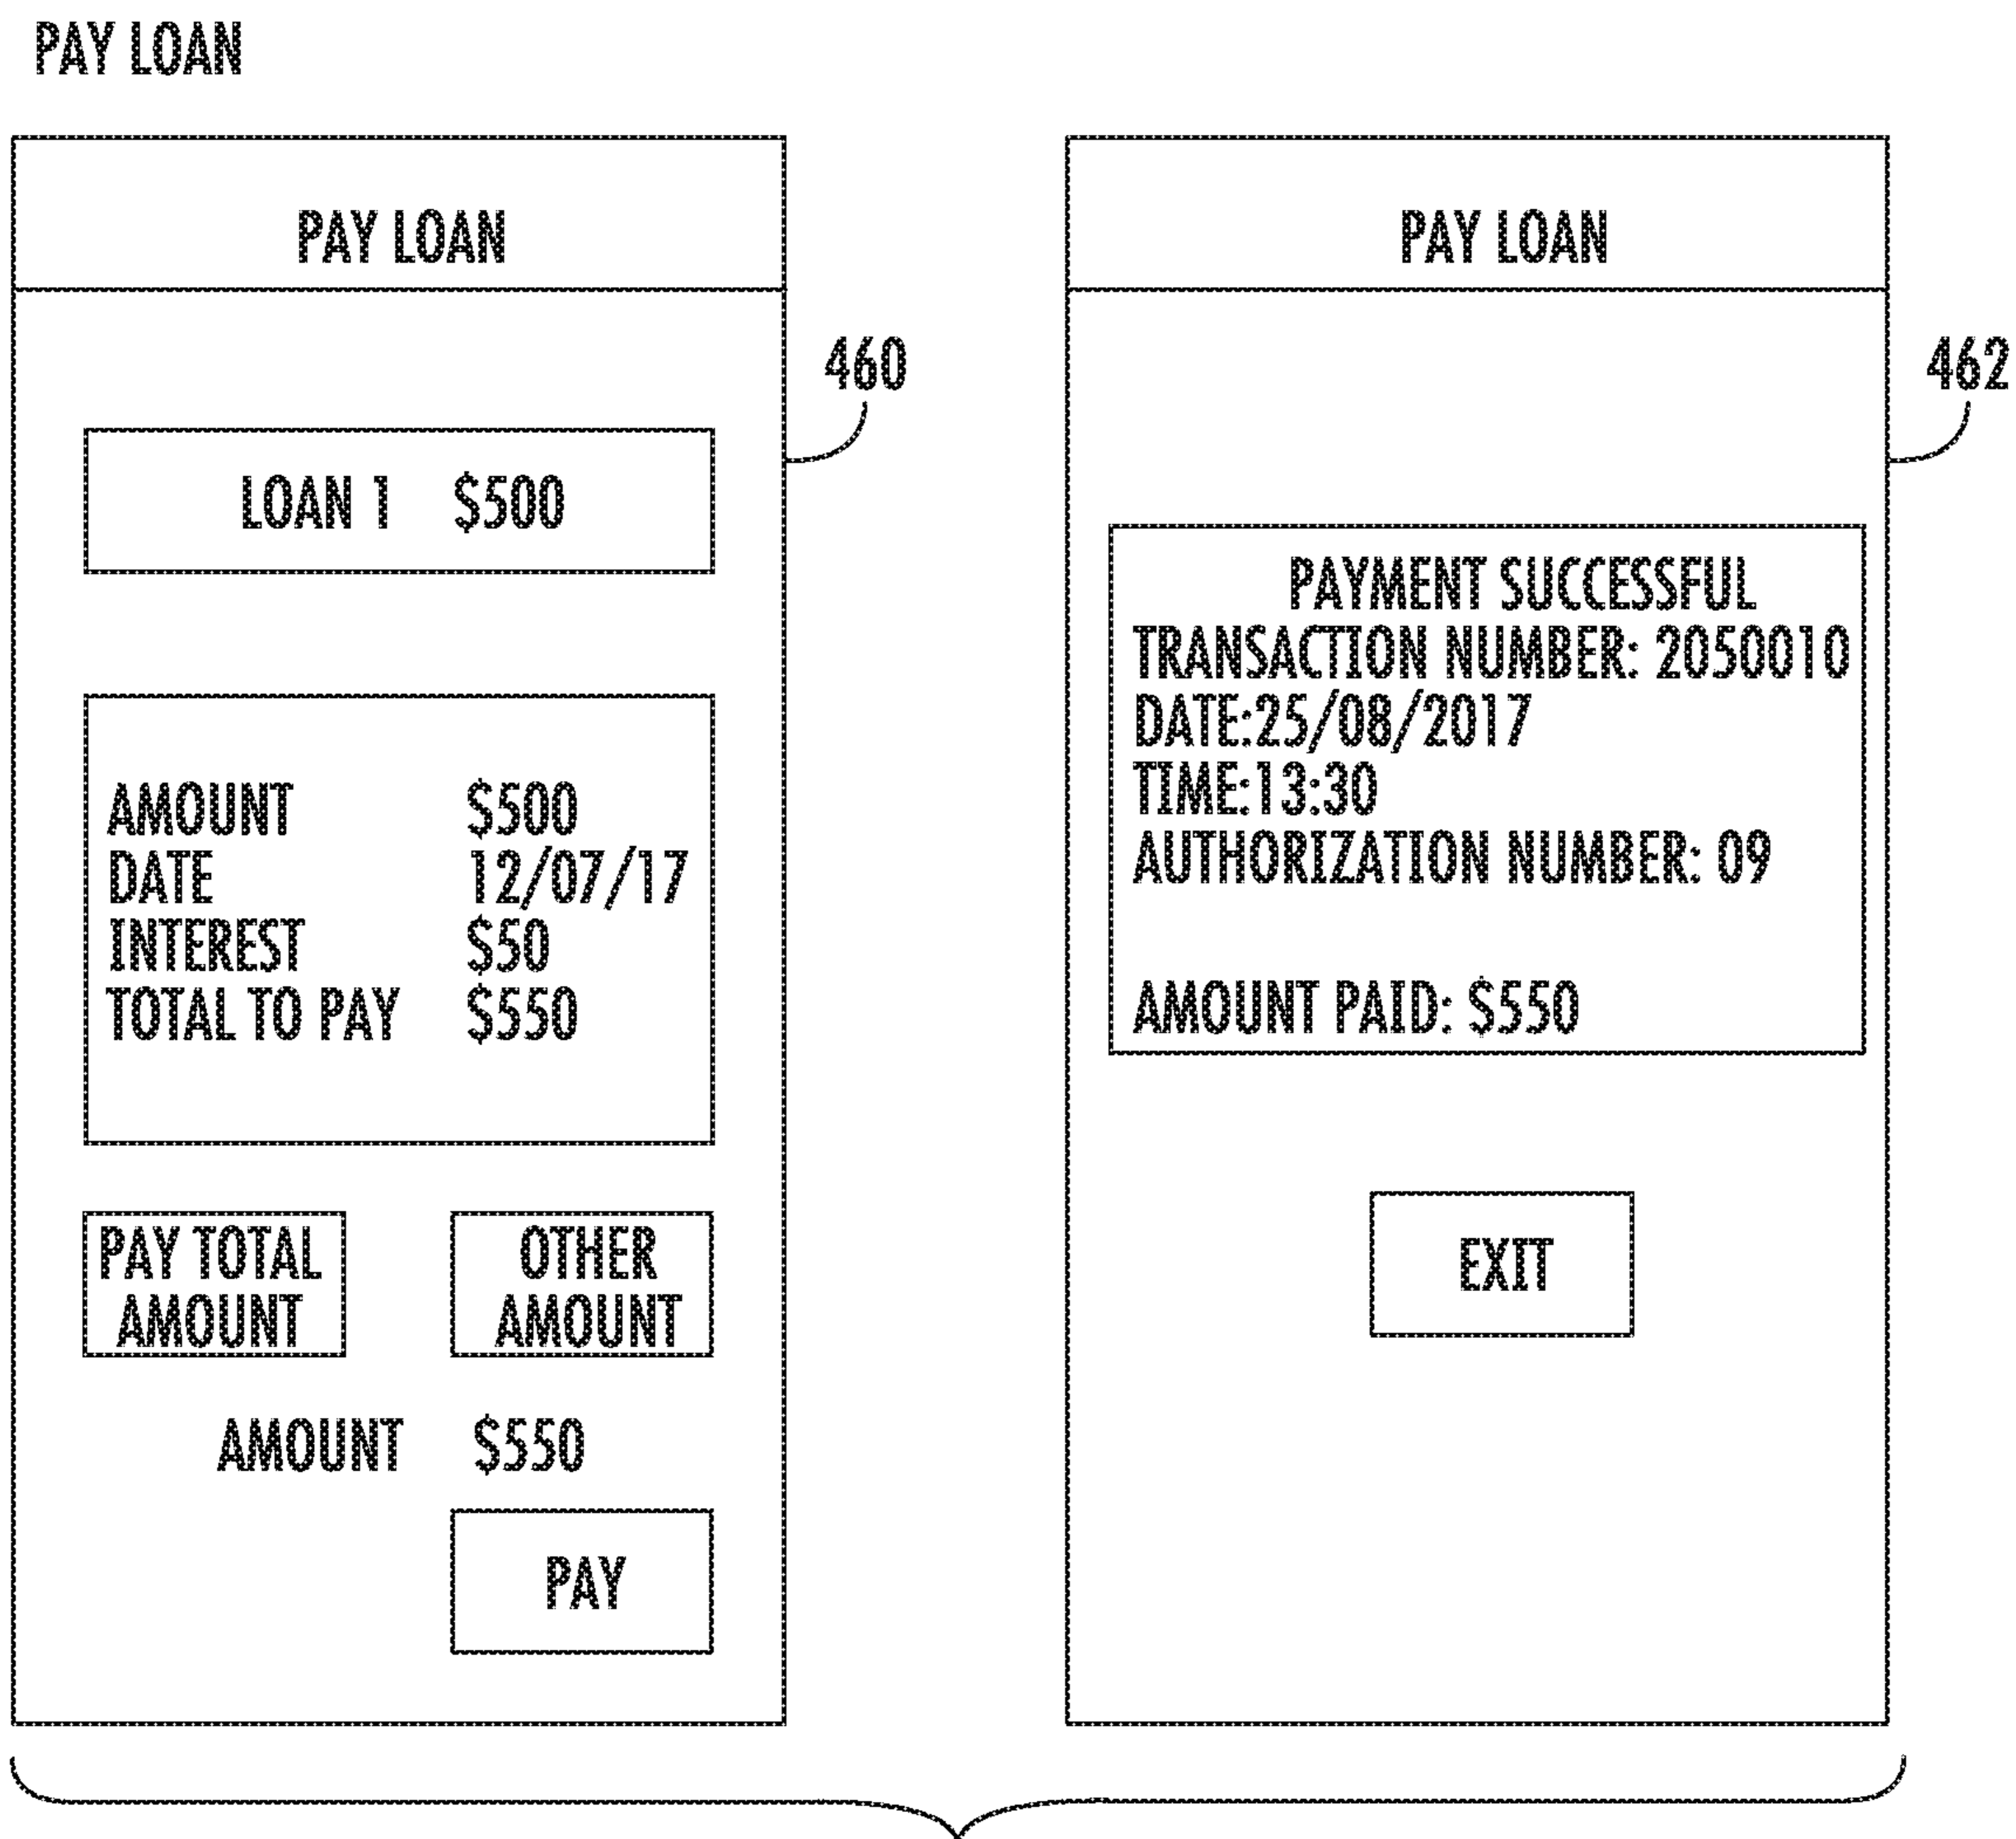 PAY LOAN
PAY LOAN
460
LOAN 1 $500
AMOUNT $500
DATE 12/07/17
INTEREST $50
TOTAL TO PAY $550
PAY TOTAL
AMOUNT
OTHER
AMOUNT
AMOUNT $550
PAY
PAY LOAN
462
PAYMENT SUCCESSFUL
TRANSACTION NUMBER: 2050010
DATE:25/08/2017
TIME:13:30
AUTHORIZATION NUMBER: 09
AMOUNT PAID: $550
EXIT